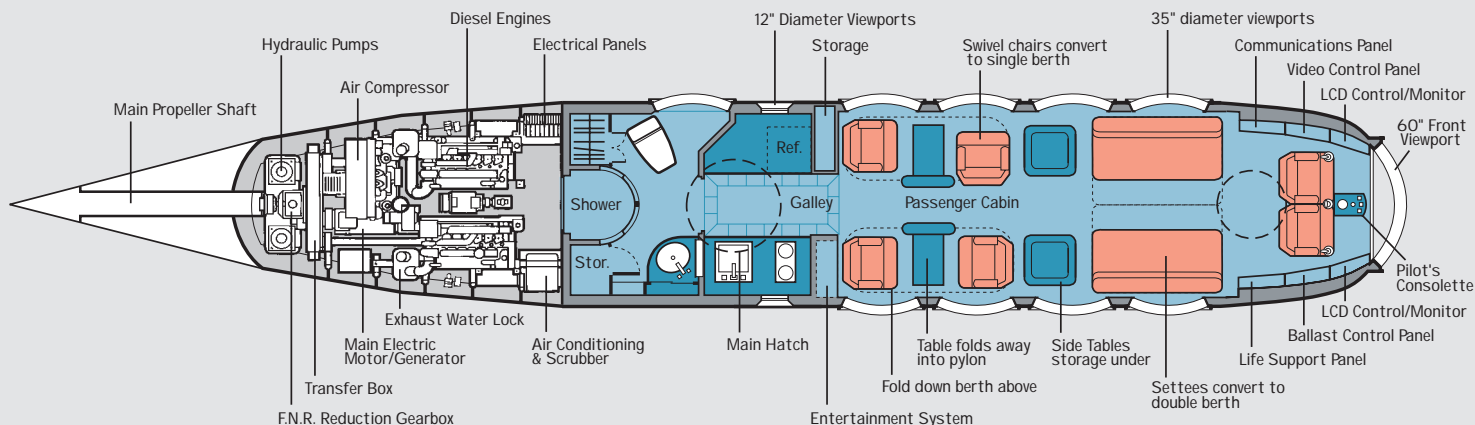 Diesel Engines
12" Diameter Viewports
35" diameter viewports
Hydraulic Pumps
Electrical Panels
Storage
Swivel chairs convert
to single berth
Communications Panel
Air Compressor
Video Control Panel
Main Propeller Shaft
LCD Control/Monitor
60" Front
Viewport
Ref.
Shower
Galley
Passenger Cabin
Stor.
Pilot's
Consolette
Exhaust Water Lock
LCD Control/Monitor
Main Electric
Motor/Generator
Air Conditioning
& Scrubber
Main Hatch
Table folds away
into pylon
Side Tables
storage under
Ballast Control Panel
Life Support Panel
Transfer Box
Fold down berth above
Settees convert to
double berth
F.N.R. Reduction Gearbox
Entertainment System